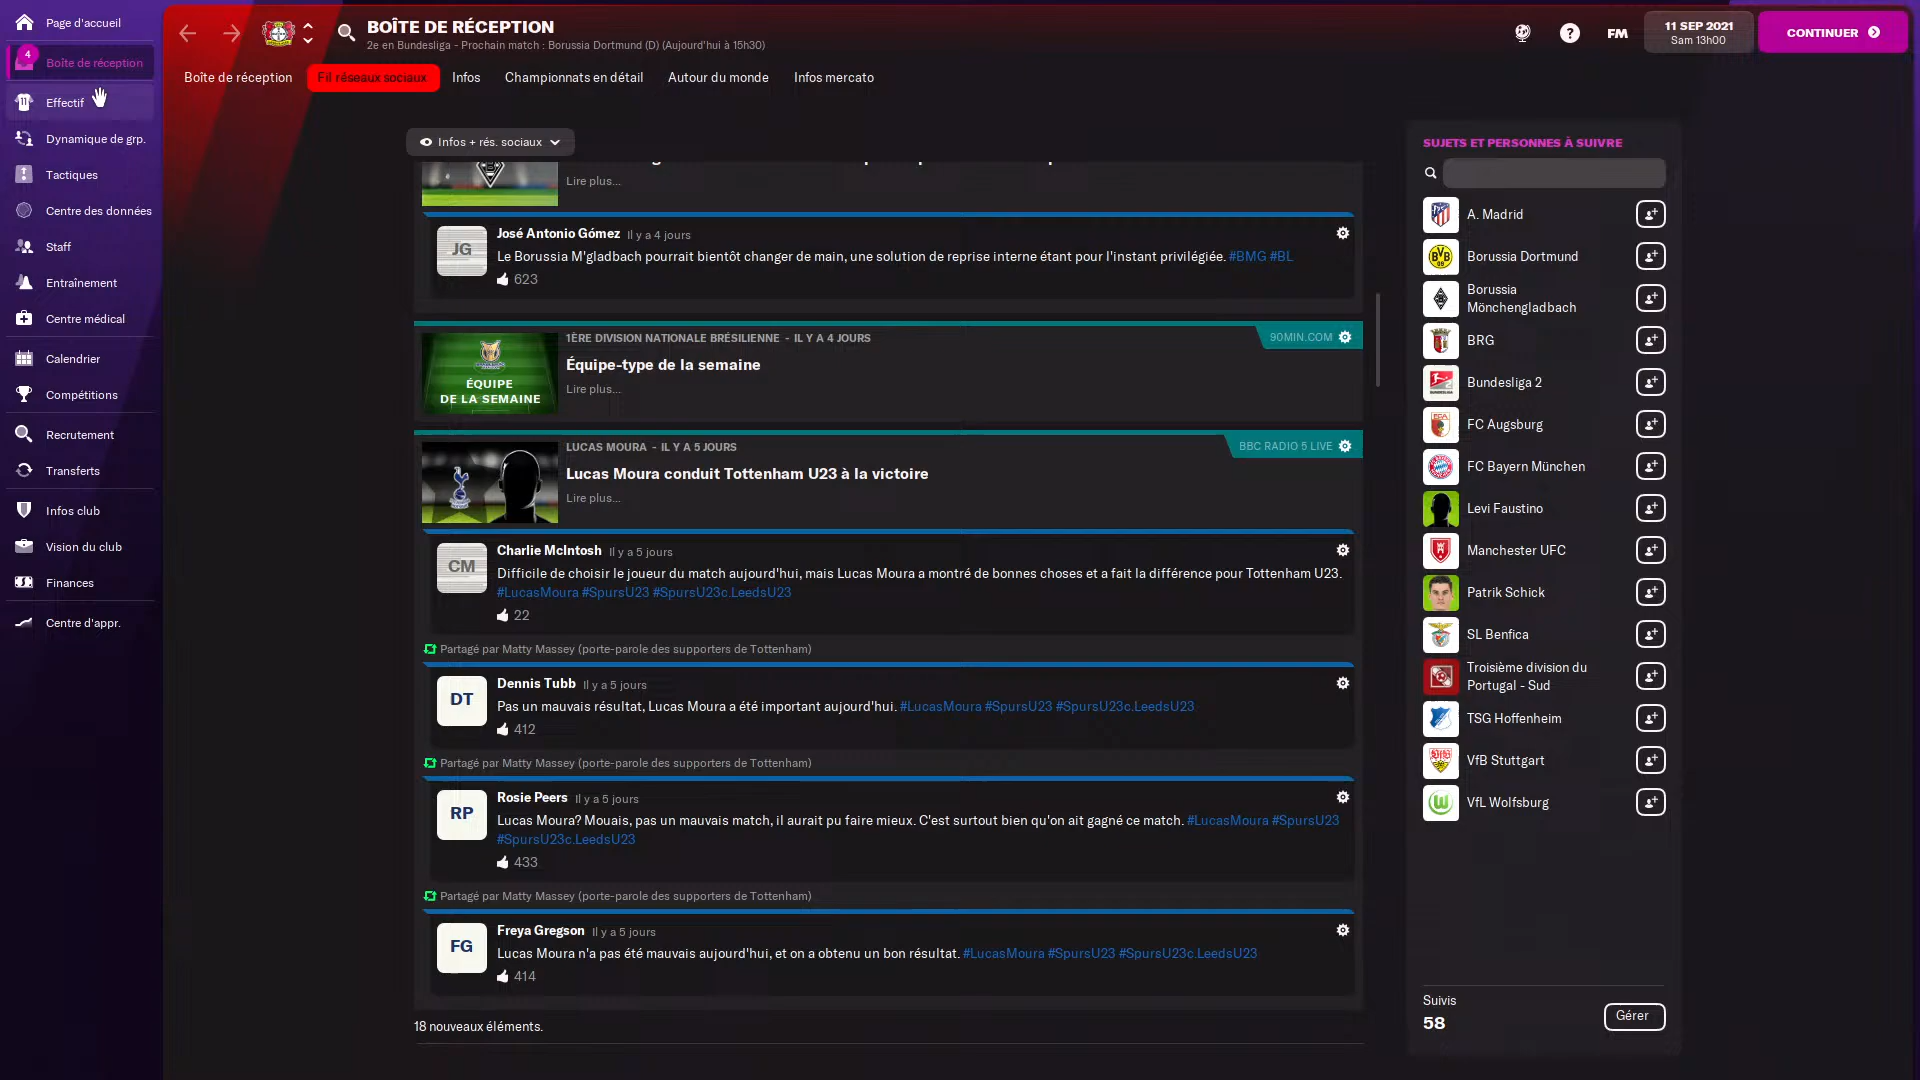 Page d'accueil
4
Boîte de réception
Effectif
Dynamique de grp.
Tactiques
Centre des données
Staff
Entraînement
Centre médical
Calendrier
Compétitions
Recrutement
Transferts
Infos club
Vision du club
Finances
Centre d'appr.
BOÎTE DE RÉCEPTION
2e en Bundesliga - Prochain match : Borussia Dortmund (D) (Aujourd'hui à 15h30)
FM
11 SEP 2021
Sam 13h00
CONTINUER
Boîte de réception
Fil réseaux sociaux
Infos
Championnats en détail
Autour du monde
Infos mercato
Infos + rés. sociaux
Lire plus...
JG
José Antonio Gómez Il y a 4 jours
Le Borussia M'gladbach pourrait bientôt changer de main, une solution de reprise interne étant pour l'instant privilégiée. #BMG #BL
623
1ÈRE DIVISION NATIONALE BRÉSILIENNE - IL Y A 4 JOURS
90MIN.COM
Équipe-type de la semaine
Lire plus...
ÉQUIPE
DE LA SEMAINE
LUCAS MOURA - IL Y A 5 JOURS
BBC RADIO 5 LIVE
Lucas Moura conduit Tottenham U23 à la victoire
Lire plus...
CM
Charlie McIntosh Il y a 5 jours
Difficile de choisir le joueur du match aujourd'hui, mais Lucas Moura a montré de bonnes choses et a fait la différence pour Tottenham U23.
#LucasMoura #SpursU23 #SpursU23c.LeedsU23
22
Partagé par Matty Massey (porte-parole des supporters de Tottenham)
DT
Dennis Tubb Il y a 5 jours
Pas un mauvais résultat, Lucas Moura a été important aujourd'hui. #LucasMoura #SpursU23 #SpursU23c.LeedsU23
412
Partagé par Matty Massey (porte-parole des supporters de Tottenham)
RP
Rosie Peers Il y a 5 jours
Lucas Moura? Mouais, pas un mauvais match, il aurait pu faire mieux. C'est surtout bien qu'on ait gagné ce match. #LucasMoura #SpursU23
#SpursU23c.LeedsU23
433
Partagé par Matty Massey (porte-parole des supporters de Tottenham)
FG
Freya Gregson Il y a 5 jours
Lucas Moura n'a pas été mauvais aujourd'hui, et on a obtenu un bon résultat. #LucasMoura #SpursU23 #SpursU23c.LeedsU23
414
18 nouveaux éléments.
SUJETS ET PERSONNES À SUIVRE
A. Madrid
Borussia Dortmund
Borussia
Mönchengladbach
BRG
Bundesliga 2
FC Augsburg
FC Bayern München
Levi Faustino
Manchester UFC
Patrik Schick
SL Benfica
Troisième division du
Portugal - Sud
TSG Hoffenheim
VfB Stuttgart
VfL Wolfsburg
Suivis
58
Gérer